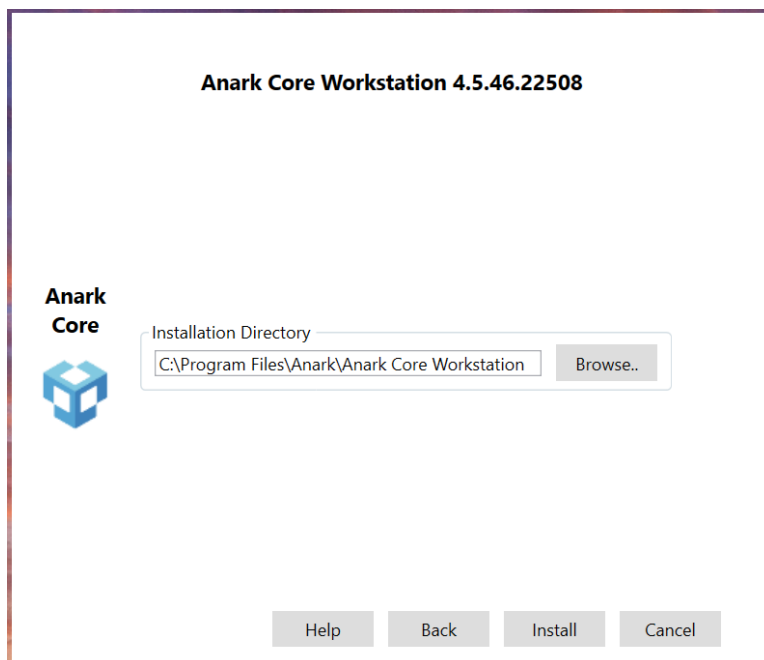 Anark Core Workstation 4.5.46.22508
Anark
Core
Installation Directory
C:\Program Files\Anark\Anark Core Workstation
Browse..
Help
Back
Install
Cancel